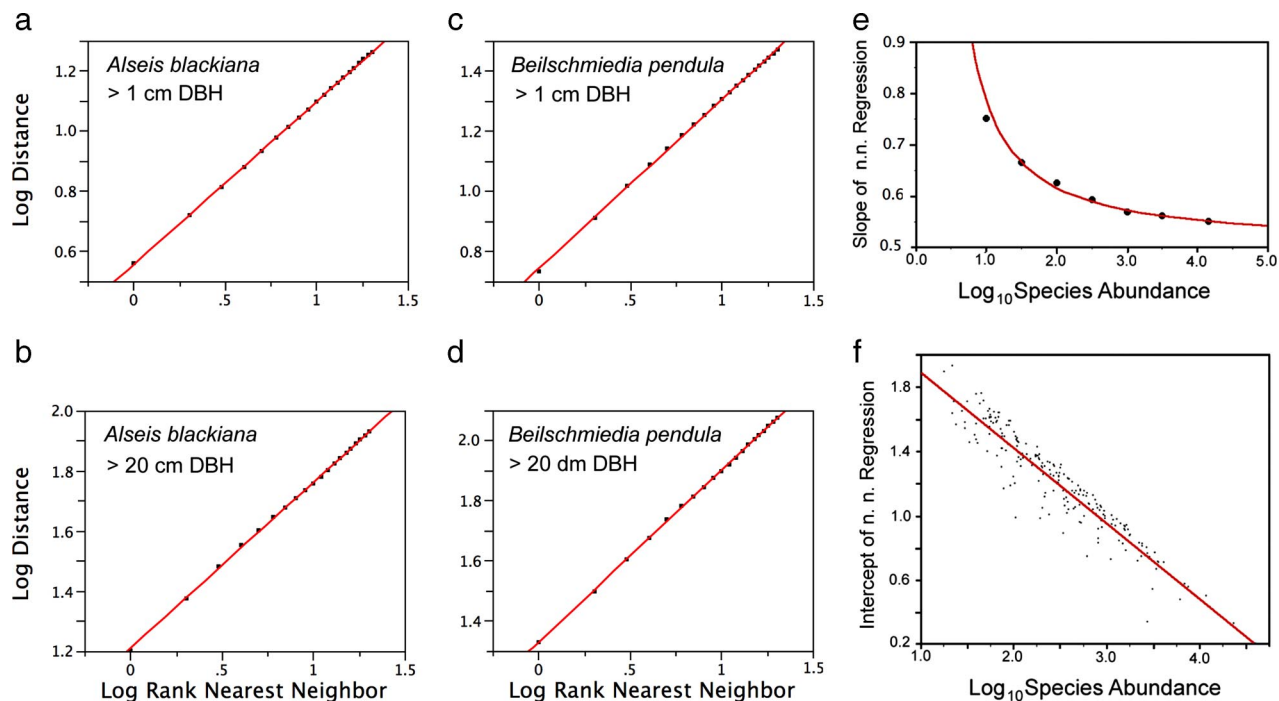 a
Alseis blackiana
> 1 cm DBH
Log Distance
1.2
1.0
0.8
0.6
0
.5
1
1.5
c
Beilschmiedia pendula
> 1 cm DBH
1.4
1.2
1.0
0.8
0
.5
1
1.5
e
Slope of n.n. Regression
0.9
0.8
0.7
0.6
0.5
0.0
1.0
2.0
3.0
4.0
5.0
Log10Species Abundance
b
Alseis blackiana
> 20 cm DBH
Log Distance
2.0
1.8
1.6
1.4
1.2
0
.5
1
1.5
Log Rank Nearest Neighbor
d
Beilschmiedia pendula
> 20 dm DBH
2.0
1.8
1.6
1.4
0
.5
1
1.5
Log Rank Nearest Neighbor
f
Intercept of n. n. Regression
1.8
1.4
1.0
0.6
0.2
1.0
2.0
3.0
4.0
Log10Species Abundance